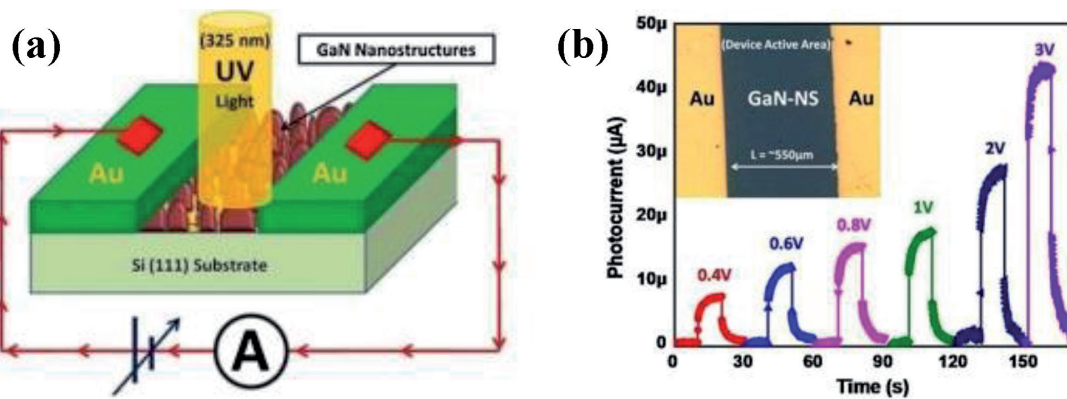 (a)
(325 nm)
UV
Light
GaN Nanostructures
Au
Au
Si (111) Substrate
A
(b)
Photocurrent (µA)
50µ
40µ
30µ
20µ
10µ
0
(Device Active Area)
Au
GaN-NS
Au
L = ~550µm
0.4V
0.6V
0.8V
1V
2V
3V
0 30 60 90 120 150
Time (s)